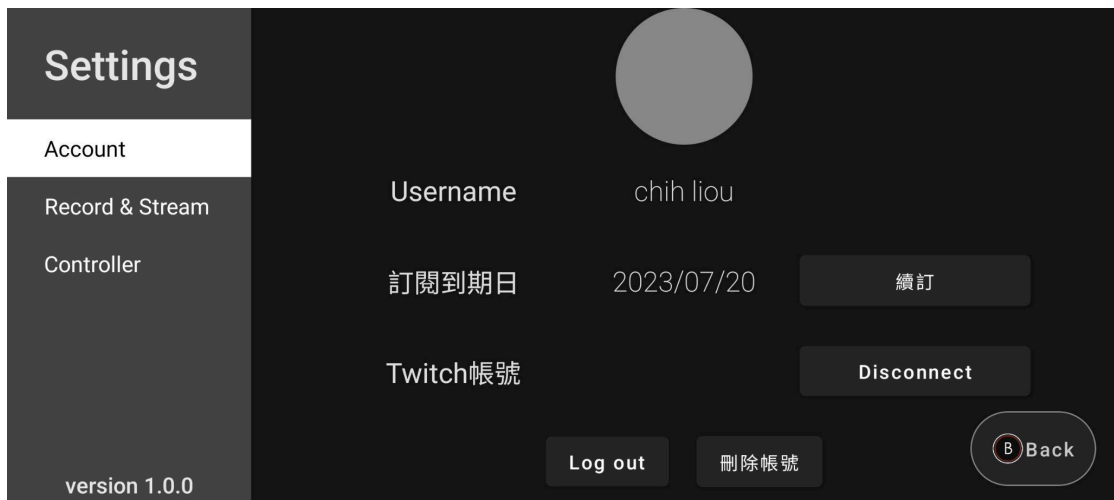 Settings
Account
Record & Stream
Controller
version 1.0.0
Username chih liou
訂閱到期日 2023/07/20 續訂
Twitch帳號 Disconnect
Log out 刪除帳號
B Back